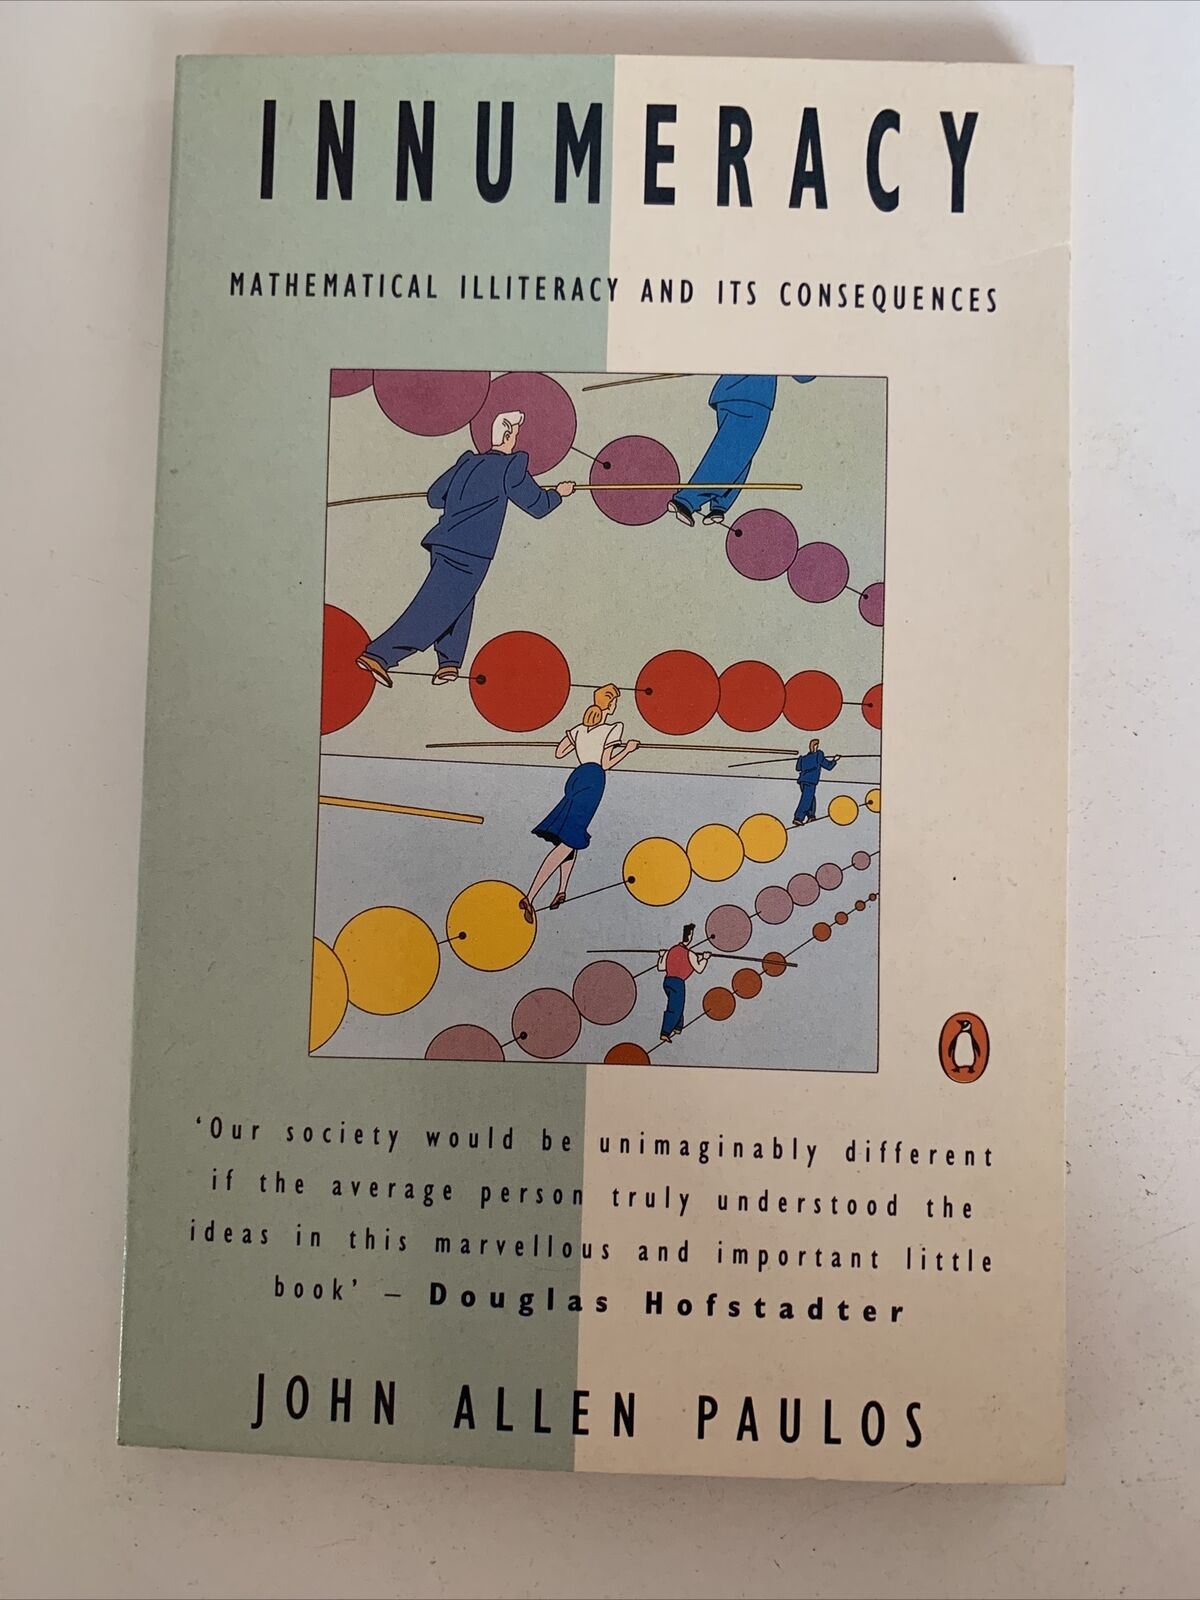 INNUMERACY
MATHEMATICAL ILLITERACY AND ITS CONSEQUENCES
‘Our society would be unimaginably different
if the average person truly understood the
ideas in this marvellous and important little
book’ – Douglas Hofstadter
JOHN ALLEN PAULOS